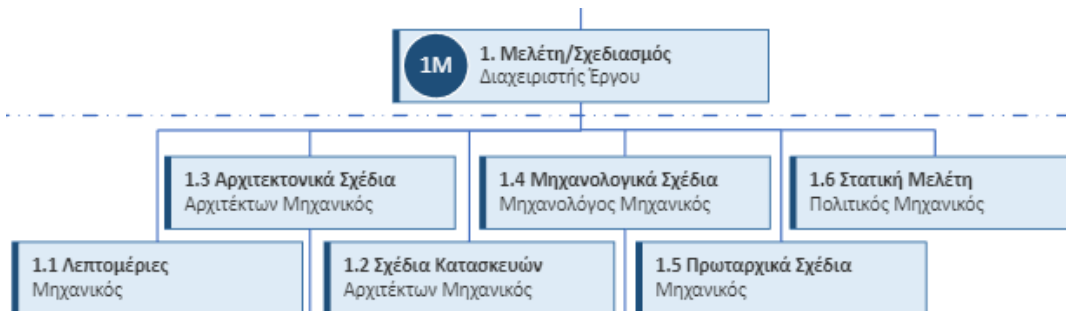 1M
1. Μελέτη/Σχεδιασμός
Διαχειριστής Έργου
1.3 Αρχιτεκτονικά Σχέδια
Αρχιτέκτων Μηχανικός
1.4 Μηχανολογικά Σχέδια
Μηχανολόγος Μηχανικός
1.6 Στατική Μελέτη
Πολιτικός Μηχανικός
1.1 Λεπτομέριες
Μηχανικός
1.2 Σχέδια Κατασκευών
Αρχιτέκτων Μηχανικός
1.5 Πρωταρχικά Σχέδια
Μηχανικός